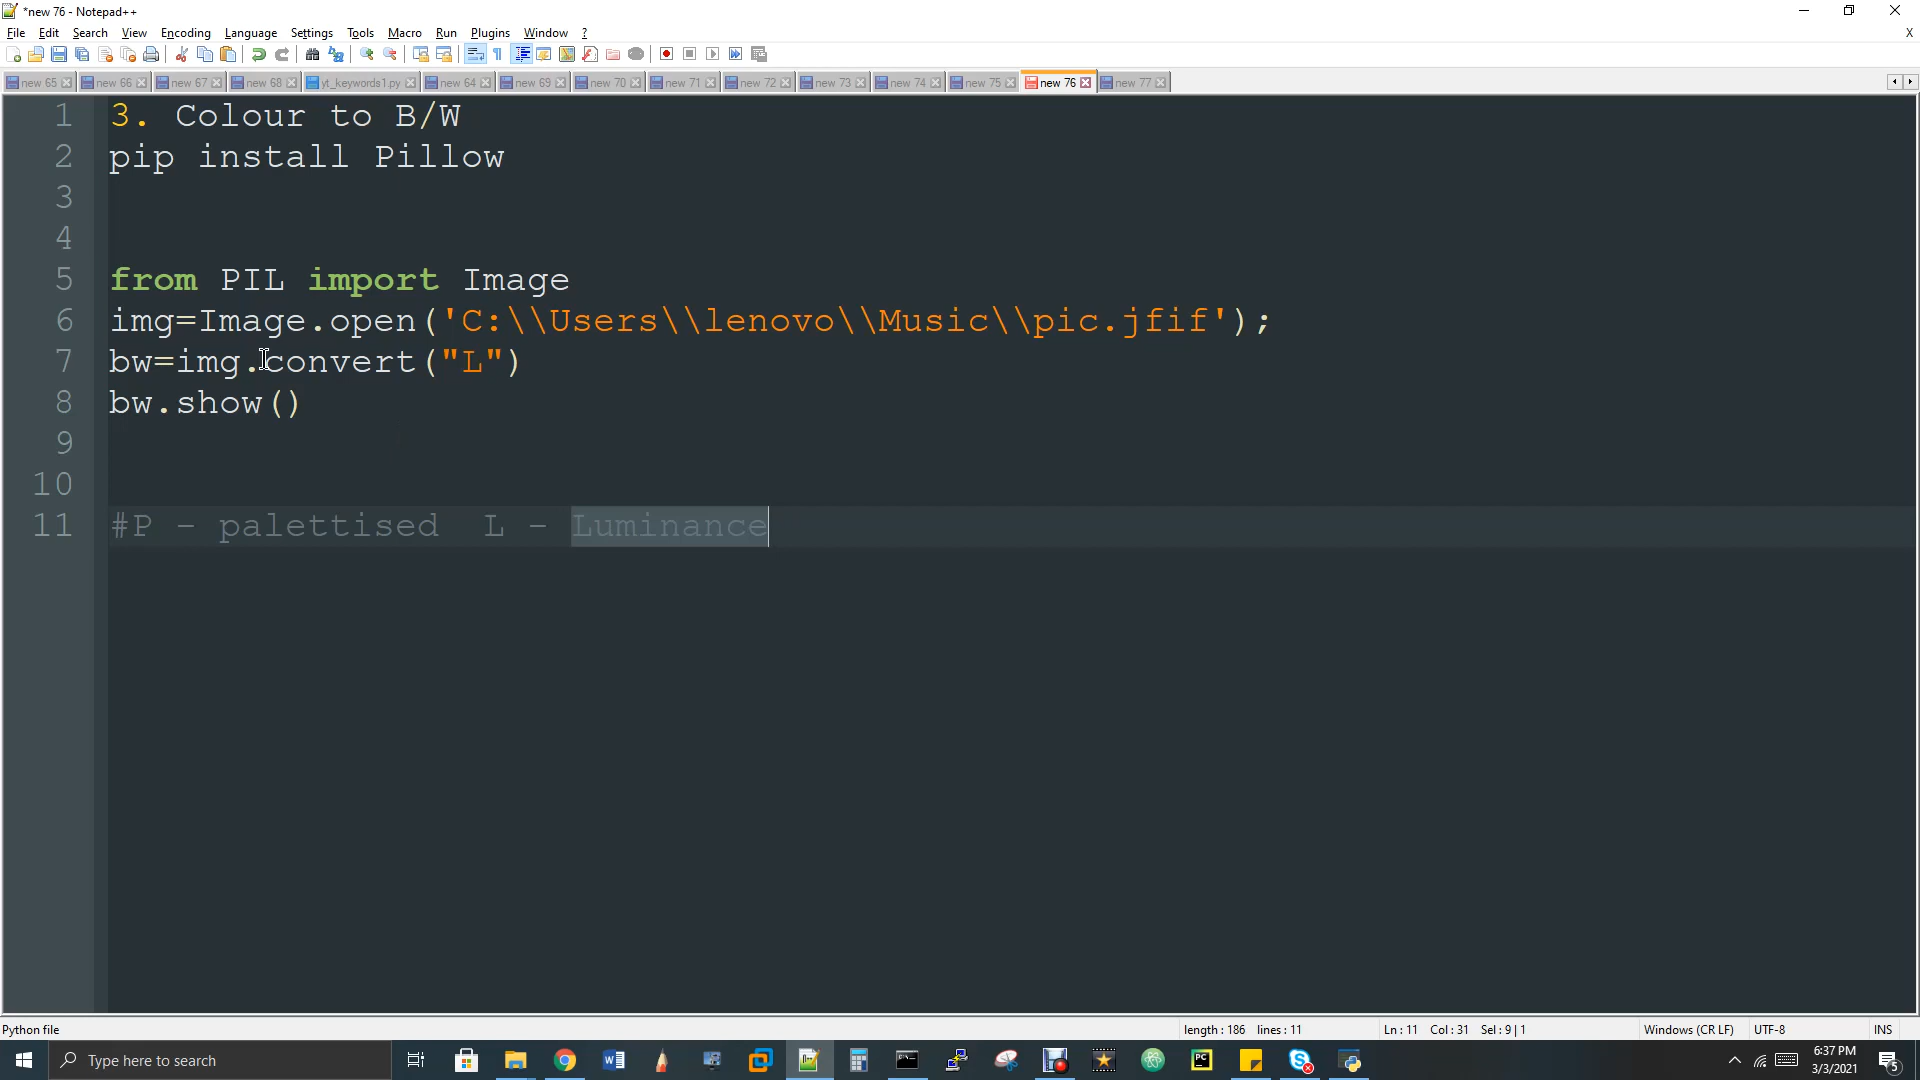 *new 76 - Notepad++
File Edit Search View Encoding Language Settings Tools Macro Run Plugins Window ? X
new 65 new 66 new 67 new 68 yt_keywords1.py new 64 new 69 new 70 new 71 new 72 new 73 new 74 new 75 new 76 new 77
1 3. Colour to B/W
2 pip install Pillow
3
4
5 from PIL import Image
6 img=Image.open('C:\\Users\\lenovo\\Music\\pic.jfif');
7 bw=img.convert("L")
8 bw.show()
9
10
11 #P - palettised  L - Luminance
Python file length : 186 lines : 11 Ln : 11 Col : 31 Sel : 9 | 1 Windows (CR LF) UTF-8 INS
Type here to search
6:37 PM
3/3/2021
5